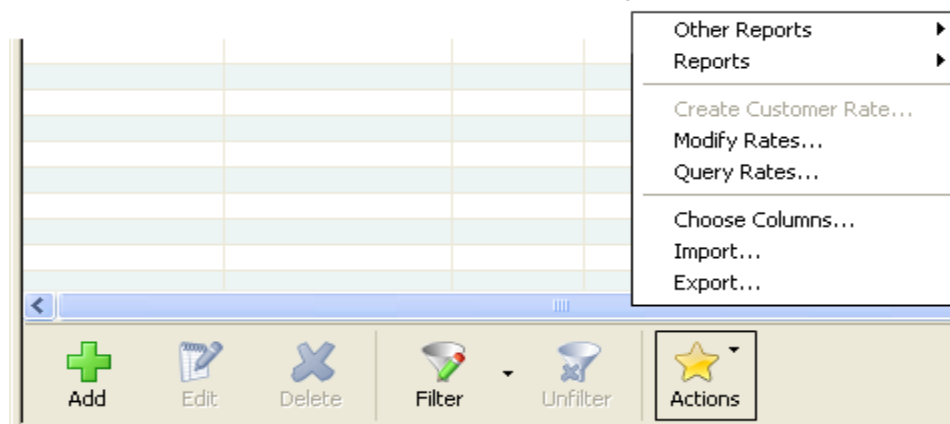 Other Reports
Reports
Create Customer Rate...
Modify Rates...
Query Rates...
Choose Columns...
Import...
Export...
Add Edit Delete Filter Unfilter Actions